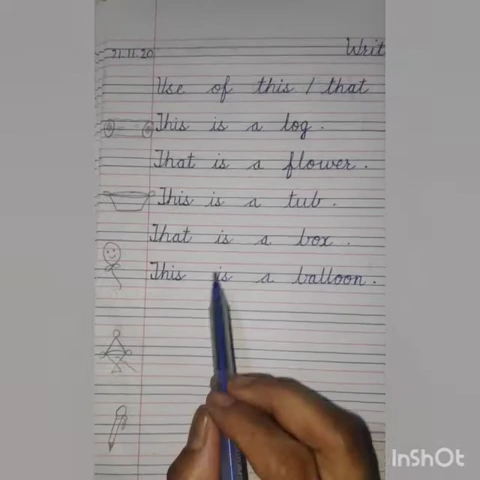 21.11.20 Writ
Use of this / that
This is a log.
That is a flower.
This is a tub.
That is a box.
This is a balloon.
InShOt